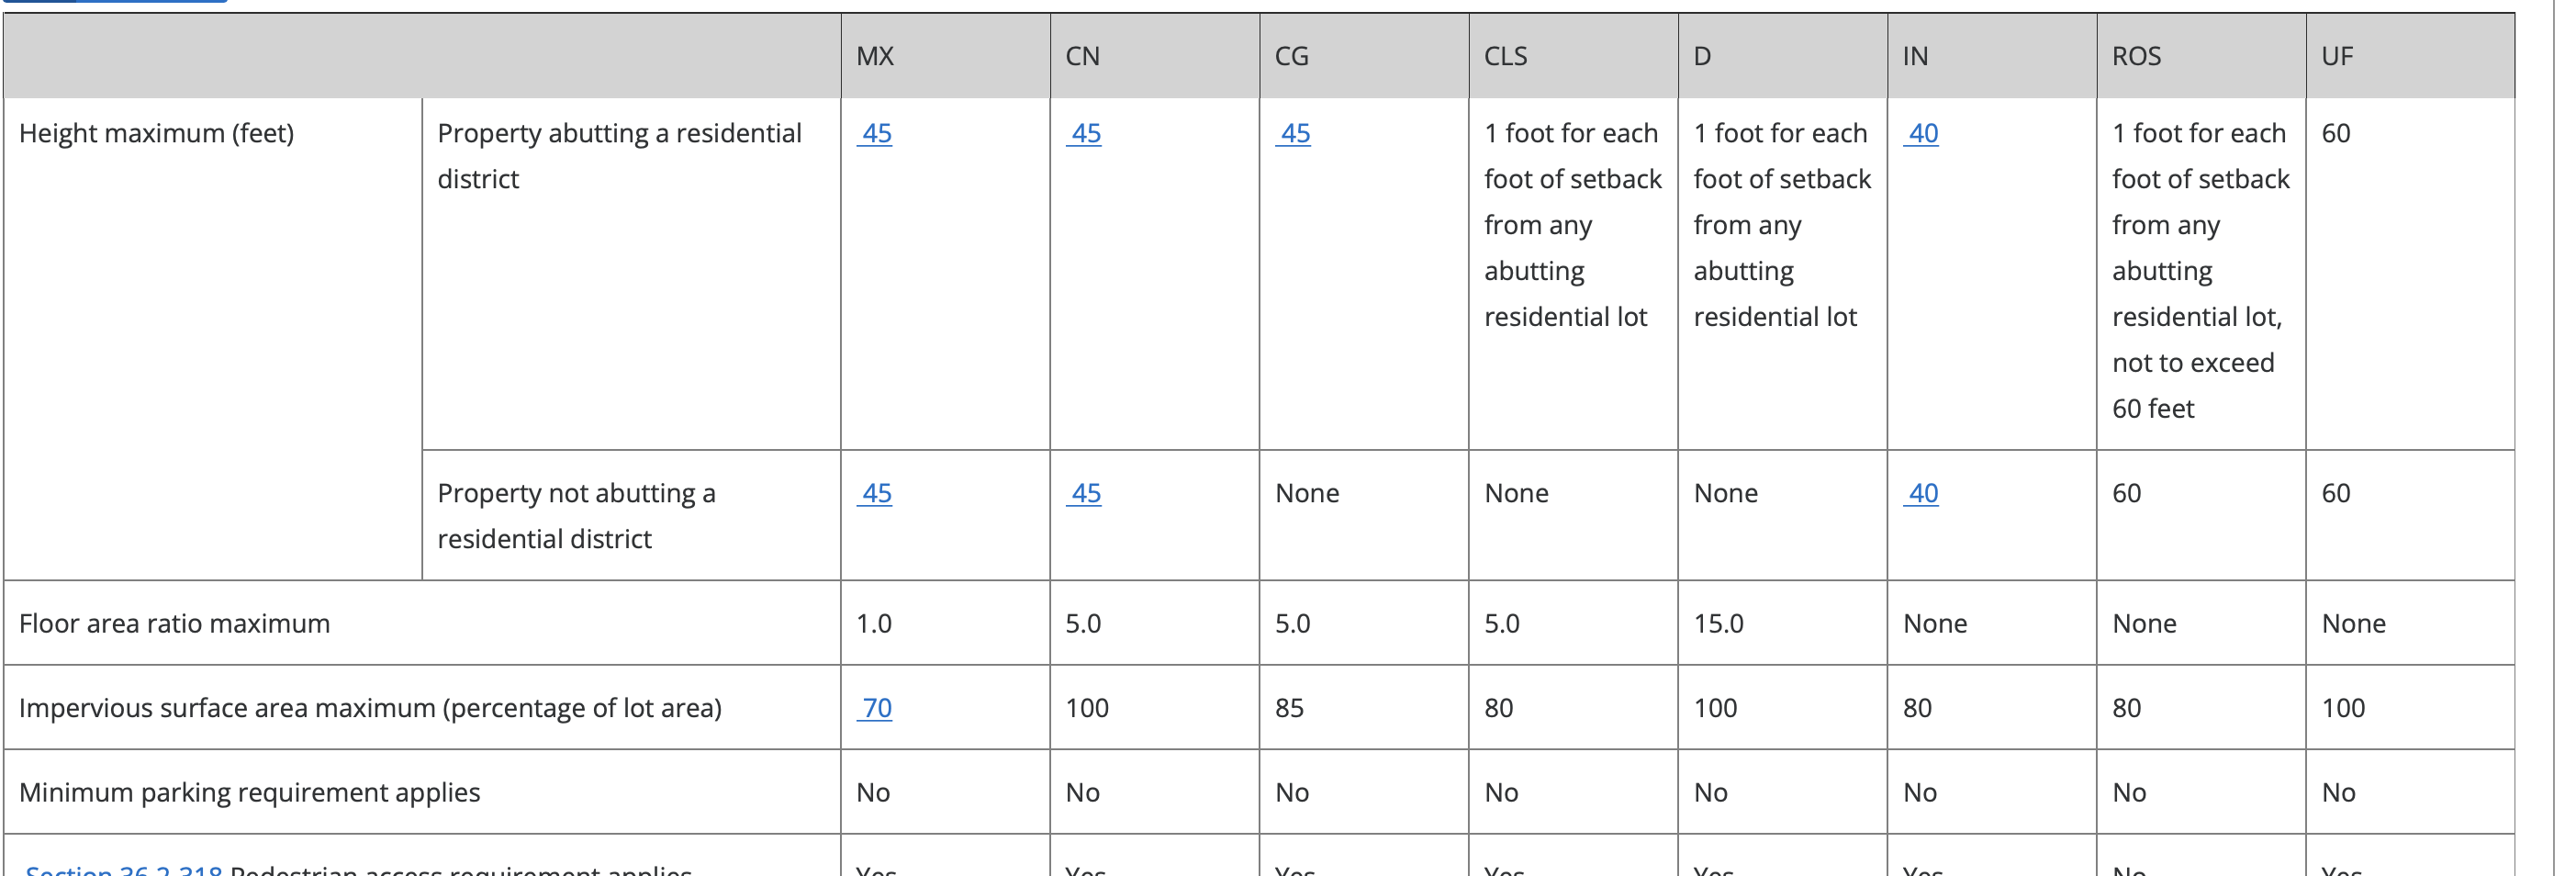 MX CN CG CLS D IN ROS UF
Height maximum (feet) Property abutting a residential 45 45 45 1 foot for each 1 foot for each 40 1 foot for each 60
district foot of setback foot of setback foot of setback
from any from any from any
abutting abutting abutting
residential lot residential lot residential lot,
not to exceed
60 feet
Property not abutting a 45 45 None None None 40 60 60
residential district
Floor area ratio maximum 1.0 5.0 5.0 5.0 15.0 None None None
Impervious surface area maximum (percentage of lot area) 70 100 85 80 100 80 80 100
Minimum parking requirement applies No No No No No No No No
Section 36.2-318 Pedestrian access requirement applies Yes Yes Yes Yes Yes Yes No Yes